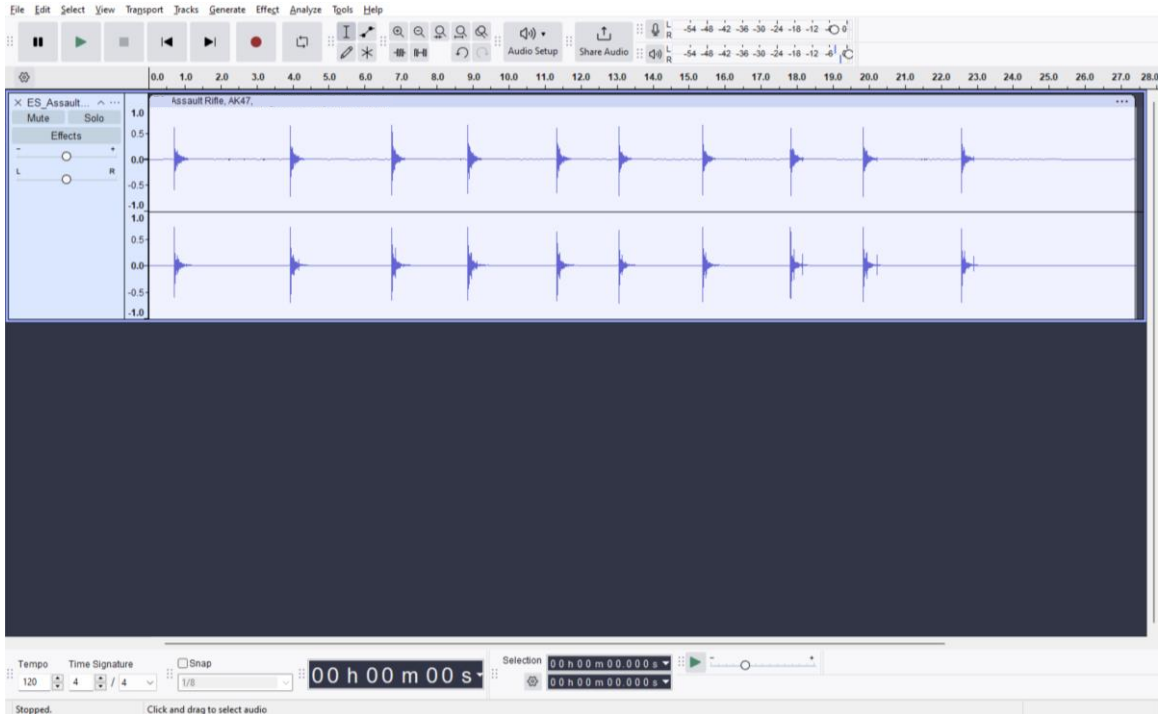 File Edit Select View Transport Tracks Generate Effect Analyze Tools Help
Audio Setup Share Audio
L R -54 -48 -42 -36 -30 -24 -18 -12 -6 0
L R -54 -48 -42 -36 -30 -24 -18 -12 -6
0.0 1.0 2.0 3.0 4.0 5.0 6.0 7.0 8.0 9.0 10.0 11.0 12.0 13.0 14.0 15.0 16.0 17.0 18.0 19.0 20.0 21.0 22.0 23.0 24.0 25.0 26.0 27.0 28.0
× ES_Assault... ...
Assault Rifle, AK47,
...
Mute Solo
Effects
- +
L R
1.0
0.5
0.0
-0.5
-1.0
1.0
0.5
0.0
-0.5
-1.0
Tempo Time Signature Snap
120 4 / 4 1/8
00 h 00 m 00 s
Selection 00 h 00 m 00.000 s
00 h 00 m 00.000 s
- +
Stopped. Click and drag to select audio